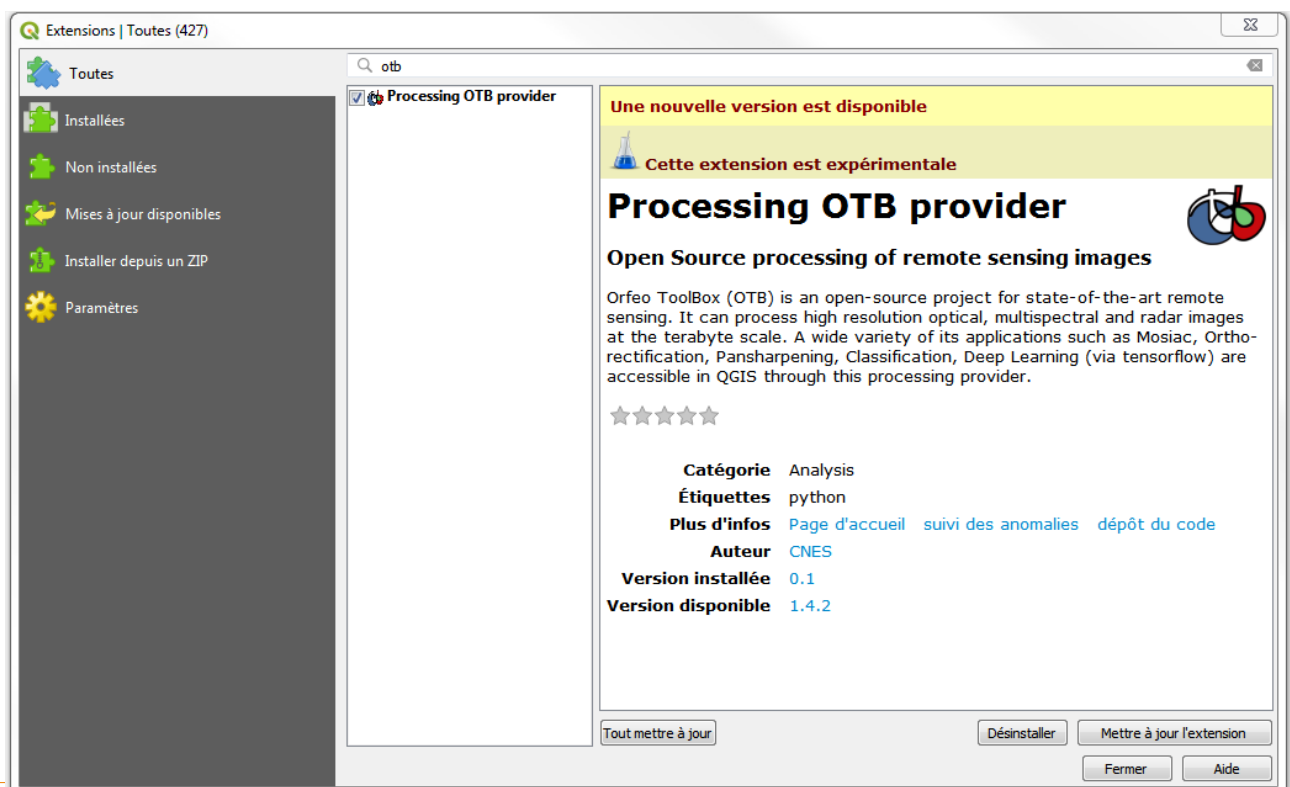 Extensions | Toutes (427)
Toutes
Installées
Non installées
Mises à jour disponibles
Installer depuis un ZIP
Paramètres
otb
Processing OTB provider
Une nouvelle version est disponible
Cette extension est expérimentale
Processing OTB provider
Open Source processing of remote sensing images
Orfeo ToolBox (OTB) is an open-source project for state-of-the-art remote
sensing. It can process high resolution optical, multispectral and radar images
at the terabyte scale. A wide variety of its applications such as Mosiac, Ortho-
rectification, Pansharpening, Classification, Deep Learning (via tensorflow) are
accessible in QGIS through this processing provider.
Catégorie Analysis
Étiquettes python
Plus d'infos Page d'accueil suivi des anomalies dépôt du code
Auteur CNES
Version installée 0.1
Version disponible 1.4.2
Tout mettre à jour Désinstaller Mettre à jour l'extension
Fermer Aide